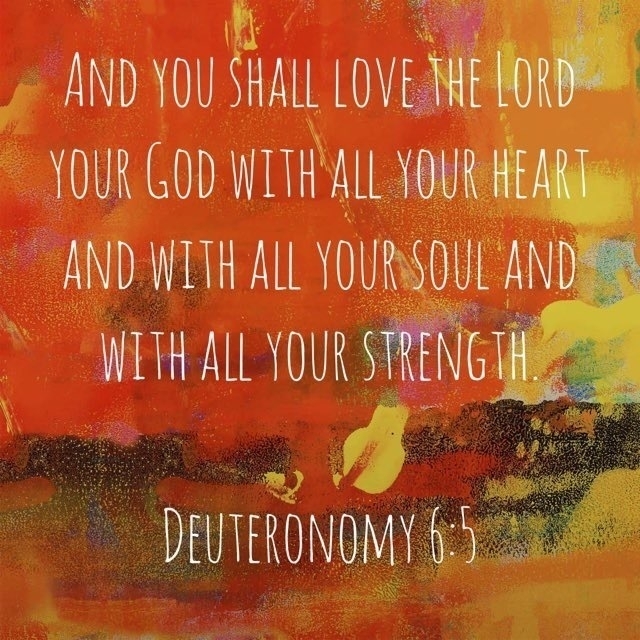 And you shall love the Lord
your God with all your heart
and with all your soul and
with all your strength.
Deuteronomy 6:5